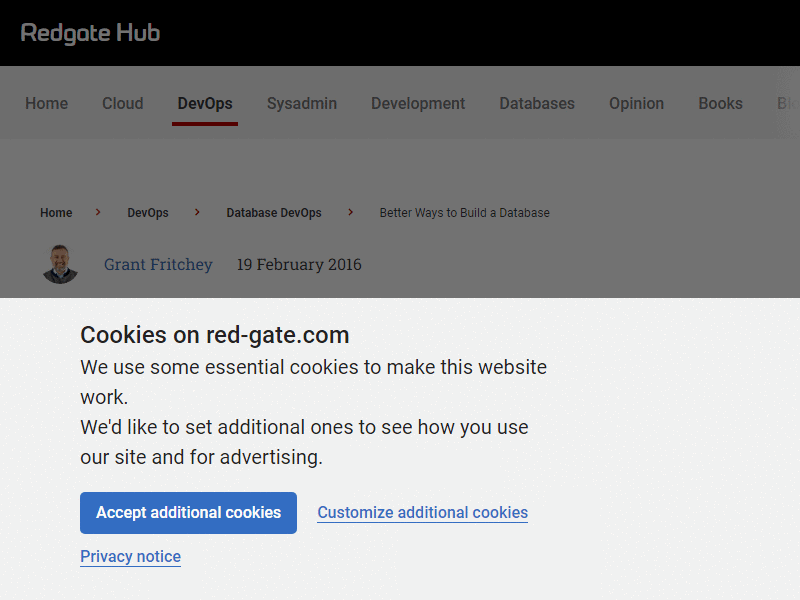 Redgate Hub
Home Cloud DevOps Sysadmin Development Databases Opinion Books
Home > DevOps > Database DevOps > Better Ways to Build a Database
Grant Fritchey 19 February 2016
Cookies on red-gate.com
We use some essential cookies to make this website
work.
We'd like to set additional ones to see how you use
our site and for advertising.
Accept additional cookies Customize additional cookies
Privacy notice